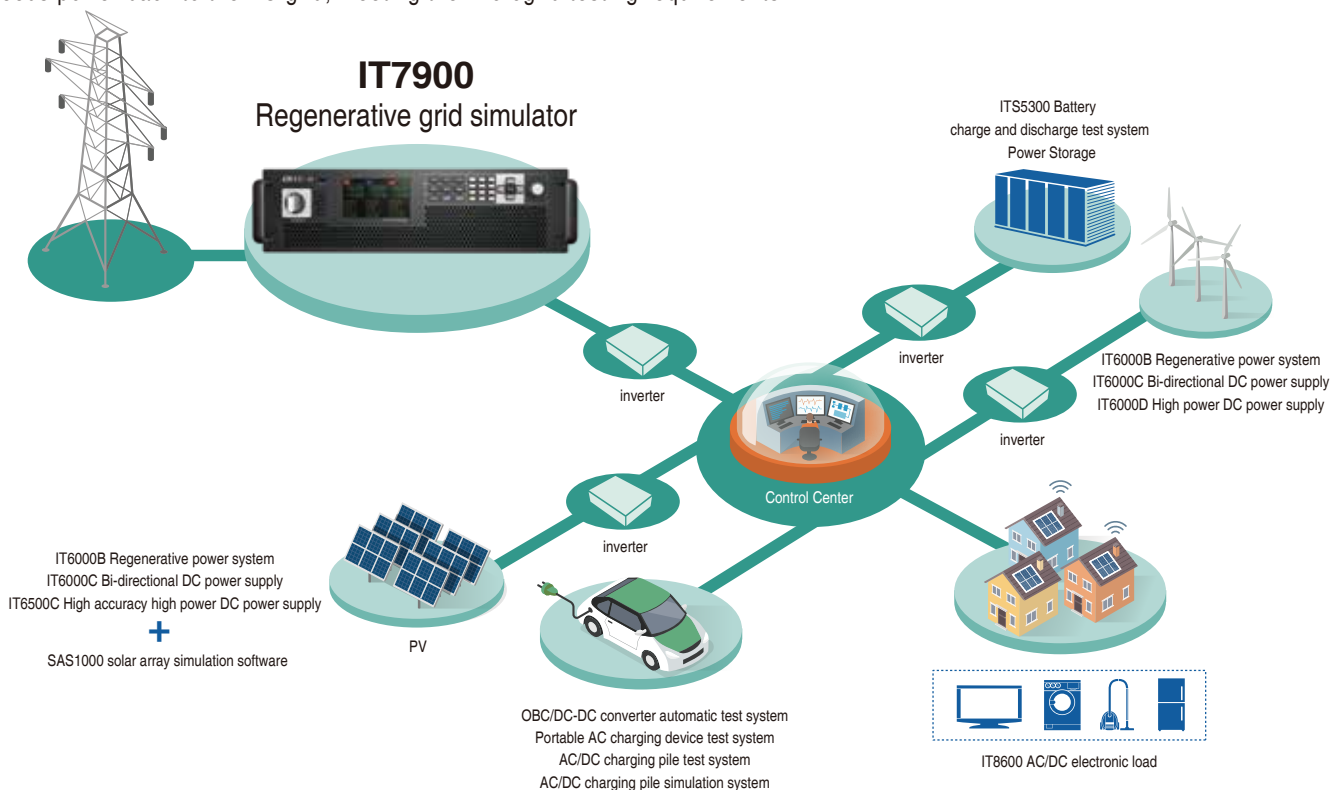 IT7900
Regenerative grid simulator
ITS5300 Battery
charge and discharge test system
Power Storage
inverter
inverter
IT6000B Regenerative power system
IT6000C Bi-directional DC power supply
IT6000D High power DC power supply
inverter
Control Center
inverter
IT6000B Regenerative power system
IT6000C Bi-directional DC power supply
IT6500C High accuracy high power DC power supply
+
SAS1000 solar array simulation software
PV
OBC/DC-DC converter automatic test system
Portable AC charging device test system
AC/DC charging pile test system
AC/DC charging pile simulation system
IT8600 AC/DC electronic load